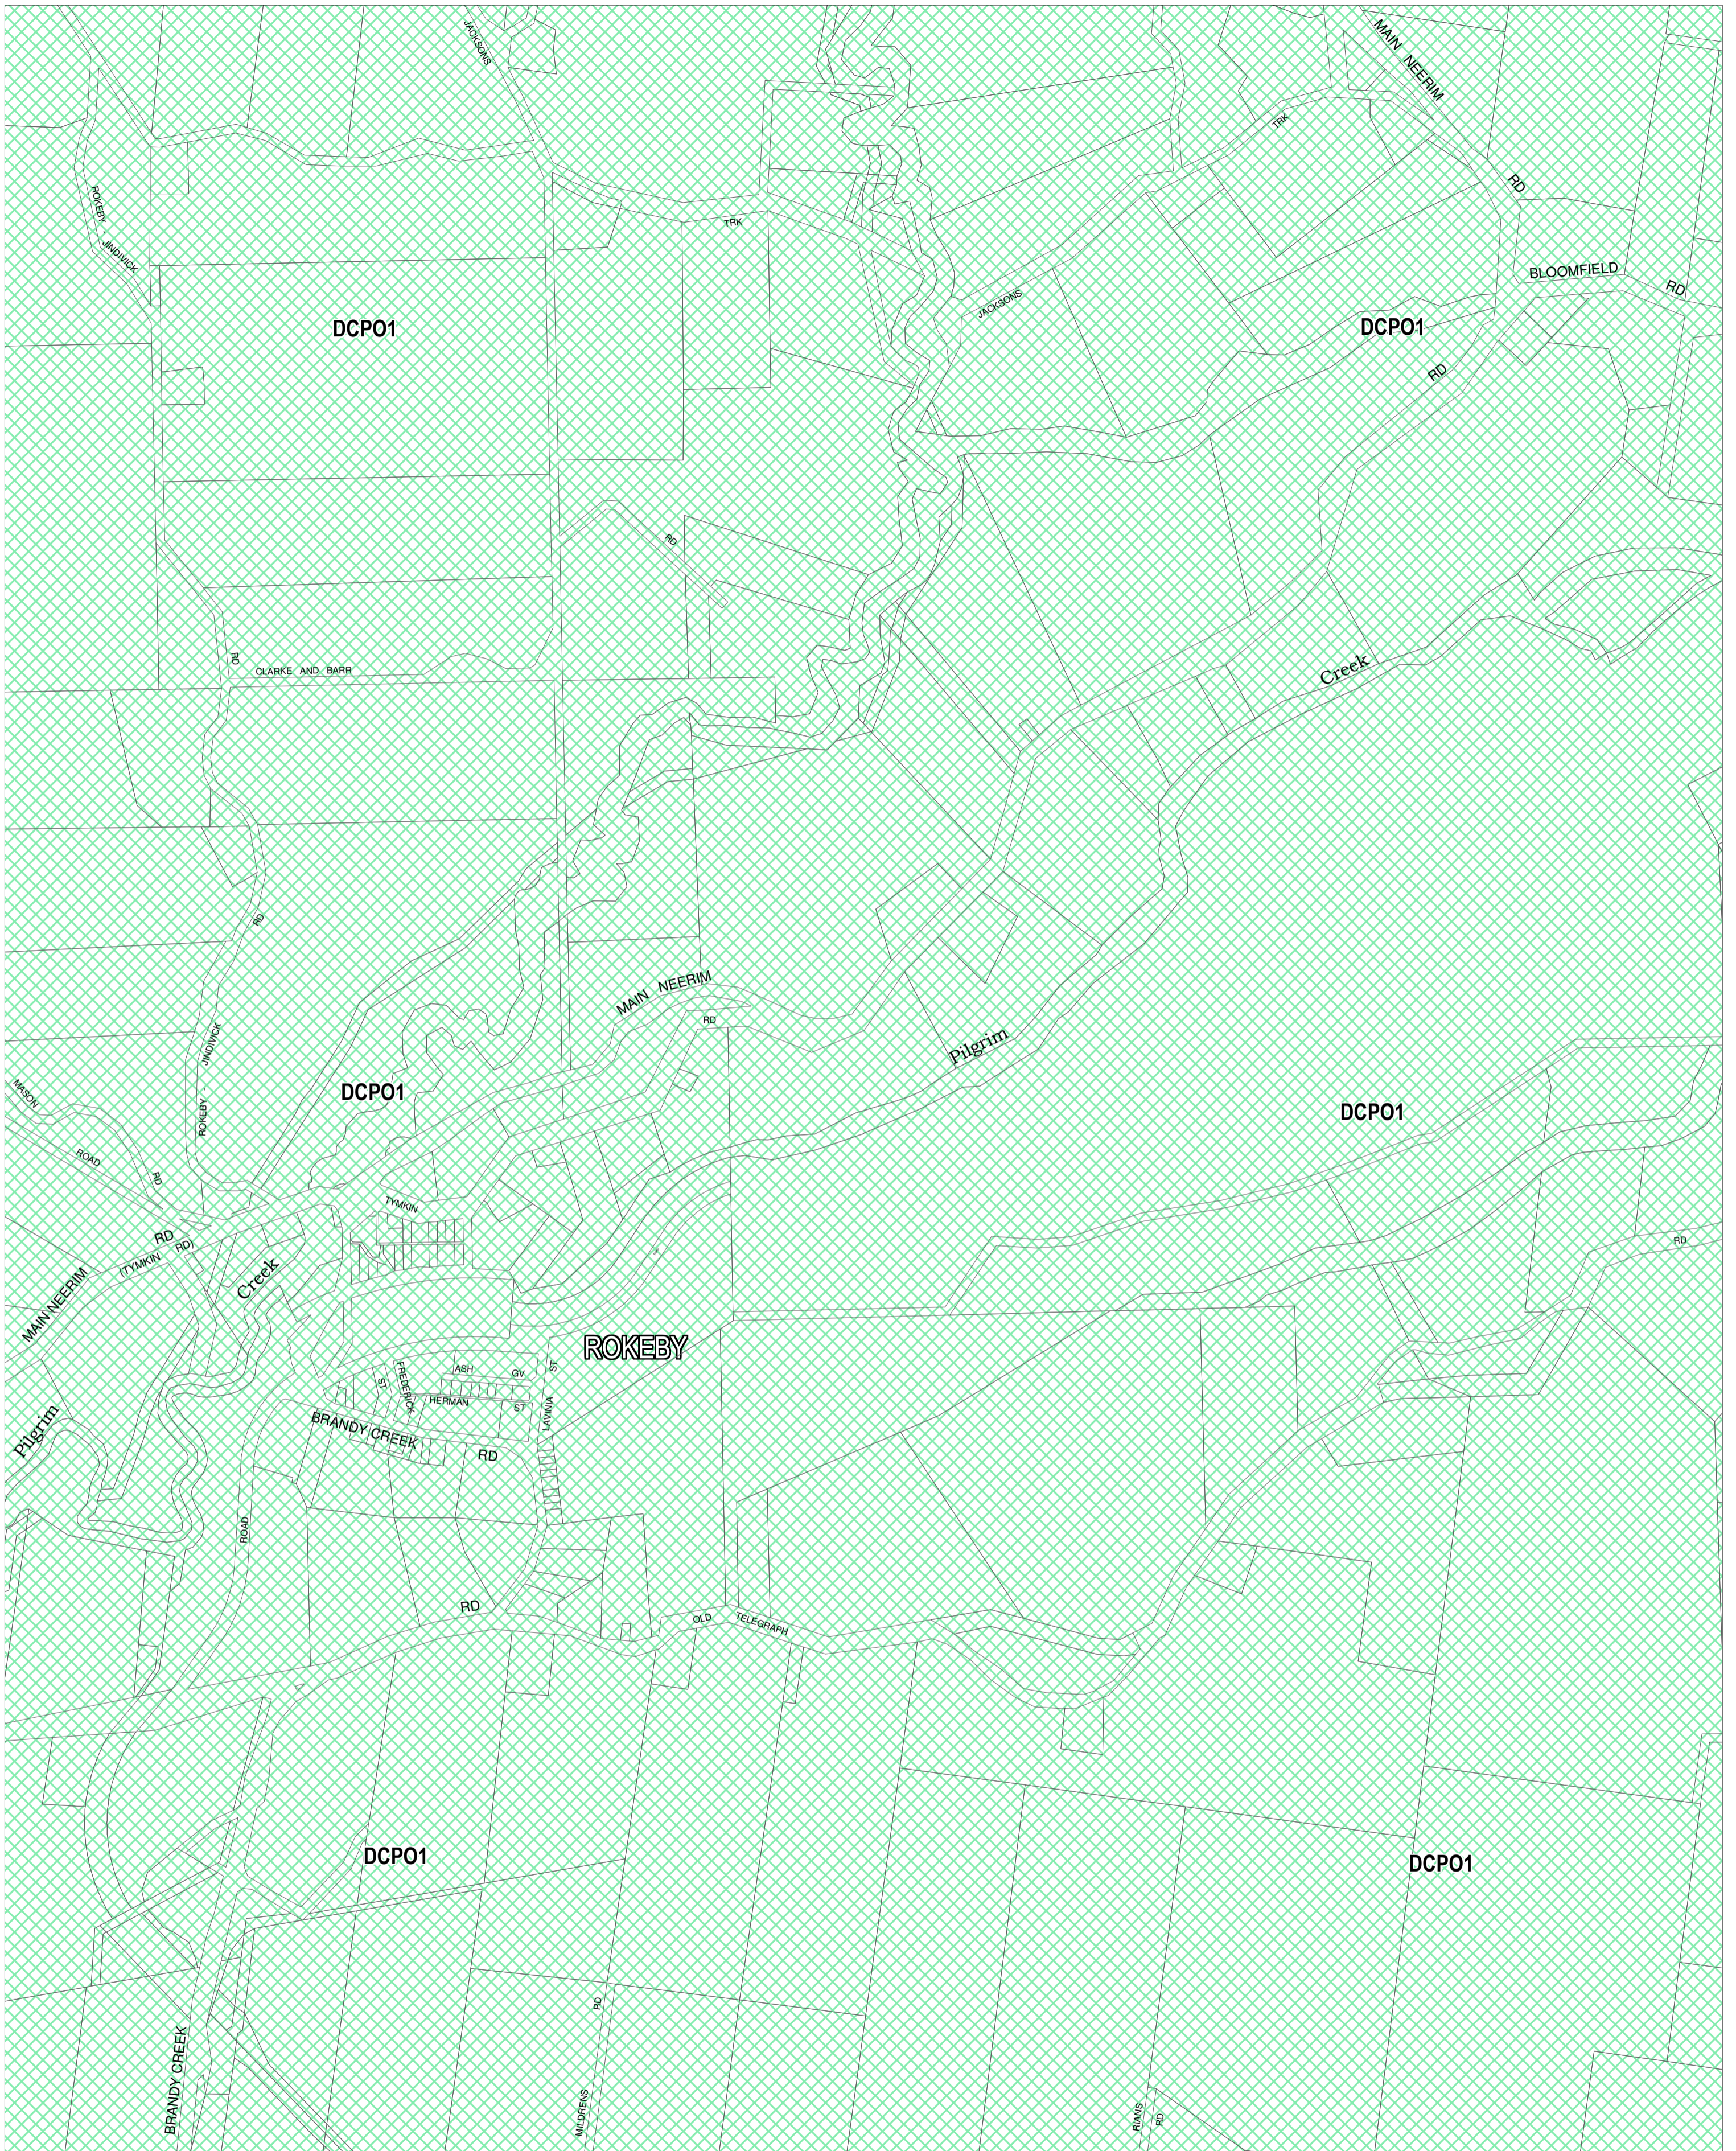 JACKSONS
MAIN NEERIM
TRK
ROKEBY - JINDIVICK
RD
TRK
BLOOMFIELD
RD
JACKSONS
DCPO1
DCPO1
RD
RD
RD
CLARKE AND BARR
Creek
RD
MAIN NEERIM
RD
ROKEBY - JINDIVICK
Pilgrim
DCPO1
DCPO1
MASON
ROAD
RD
TYMKIN
RD
(TYMKIN RD)
RD
Creek
MAIN NEERIM
ROKEBY
ASH GV
ST
FREDERICK
ST
HERMAN ST
LAVINIA
BRANDY CREEK
RD
Pilgrim
ROAD
RD
OLD TELEGRAPH
DCPO1
DCPO1
RD
BRANDY CREEK
MILDRENS
RIANS
RD